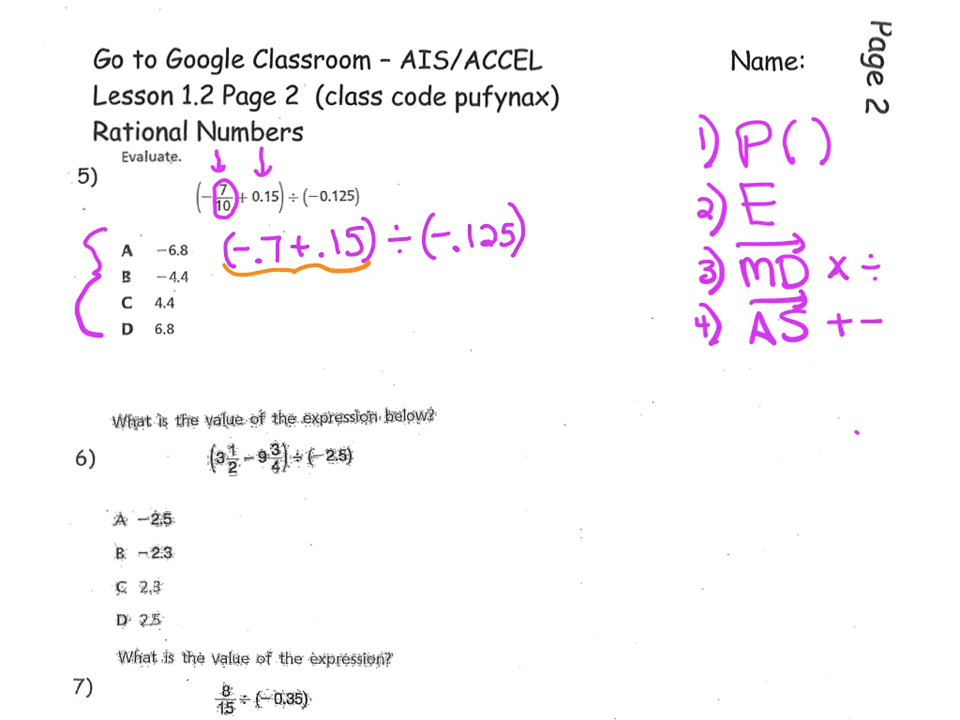 Page 2
Go to Google Classroom – AIS/ACCEL
Name:
Lesson 1.2 Page 2 (class code pufynax)
Rational Numbers
Evaluate.
5)
(-7/10 + 0.15) ÷ (-0.125)
(-.7+.15) ÷ (-.125)
A -6.8
B -4.4
C 4.4
D 6.8
1) P( )
2) E
3) MD × ÷
4) AS + -
What is the value of the expression below?
6) (3 1/2 - 9 3/4) ÷ (-2.5)
A -2.5
B -2.3
C 2.3
D 2.5
What is the value of the expression?
7) 8/15 ÷ (-0.35)